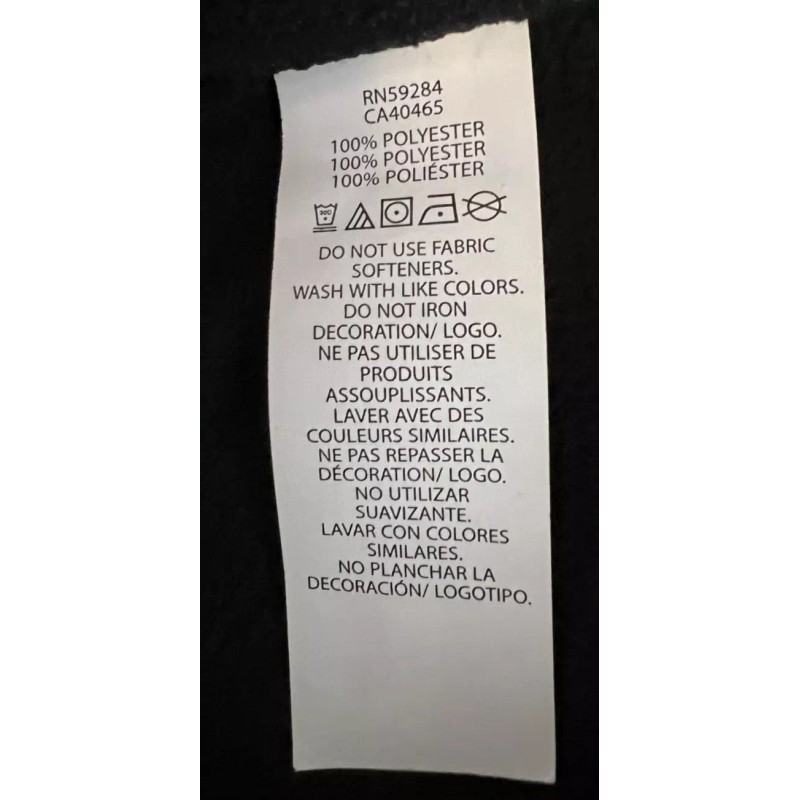 RN59284
CA40465
100% POLYESTER
100% POLYESTER
100% POLIÉSTER
DO NOT USE FABRIC
SOFTENERS.
WASH WITH LIKE COLORS.
DO NOT IRON
DECORATION/ LOGO.
NE PAS UTILISER DE
PRODUITS
ASSOUPLISSANTS.
LAVER AVEC DES
COULEURS SIMILAIRES.
NE PAS REPASSER LA
DÉCORATION/ LOGO.
NO UTILIZAR
SUAVIZANTE.
LAVAR CON COLORES
SIMILARES.
NO PLANCHAR LA
DECORACIÓN/ LOGOTIPO.